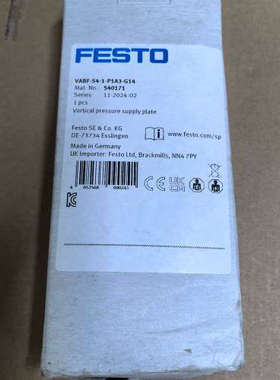 FESTO
VABF-S4-1-P1A3-G14
Mat. No. 540171
Series: 11-2024-02
1 pcs
Vertical pressure supply plate
Festo SE & Co. KG
DE-73734 Esslingen
www.festo.com/sp
Made in Germany
UK Importer: Festo Ltd, Brackmills, NN4 7PY